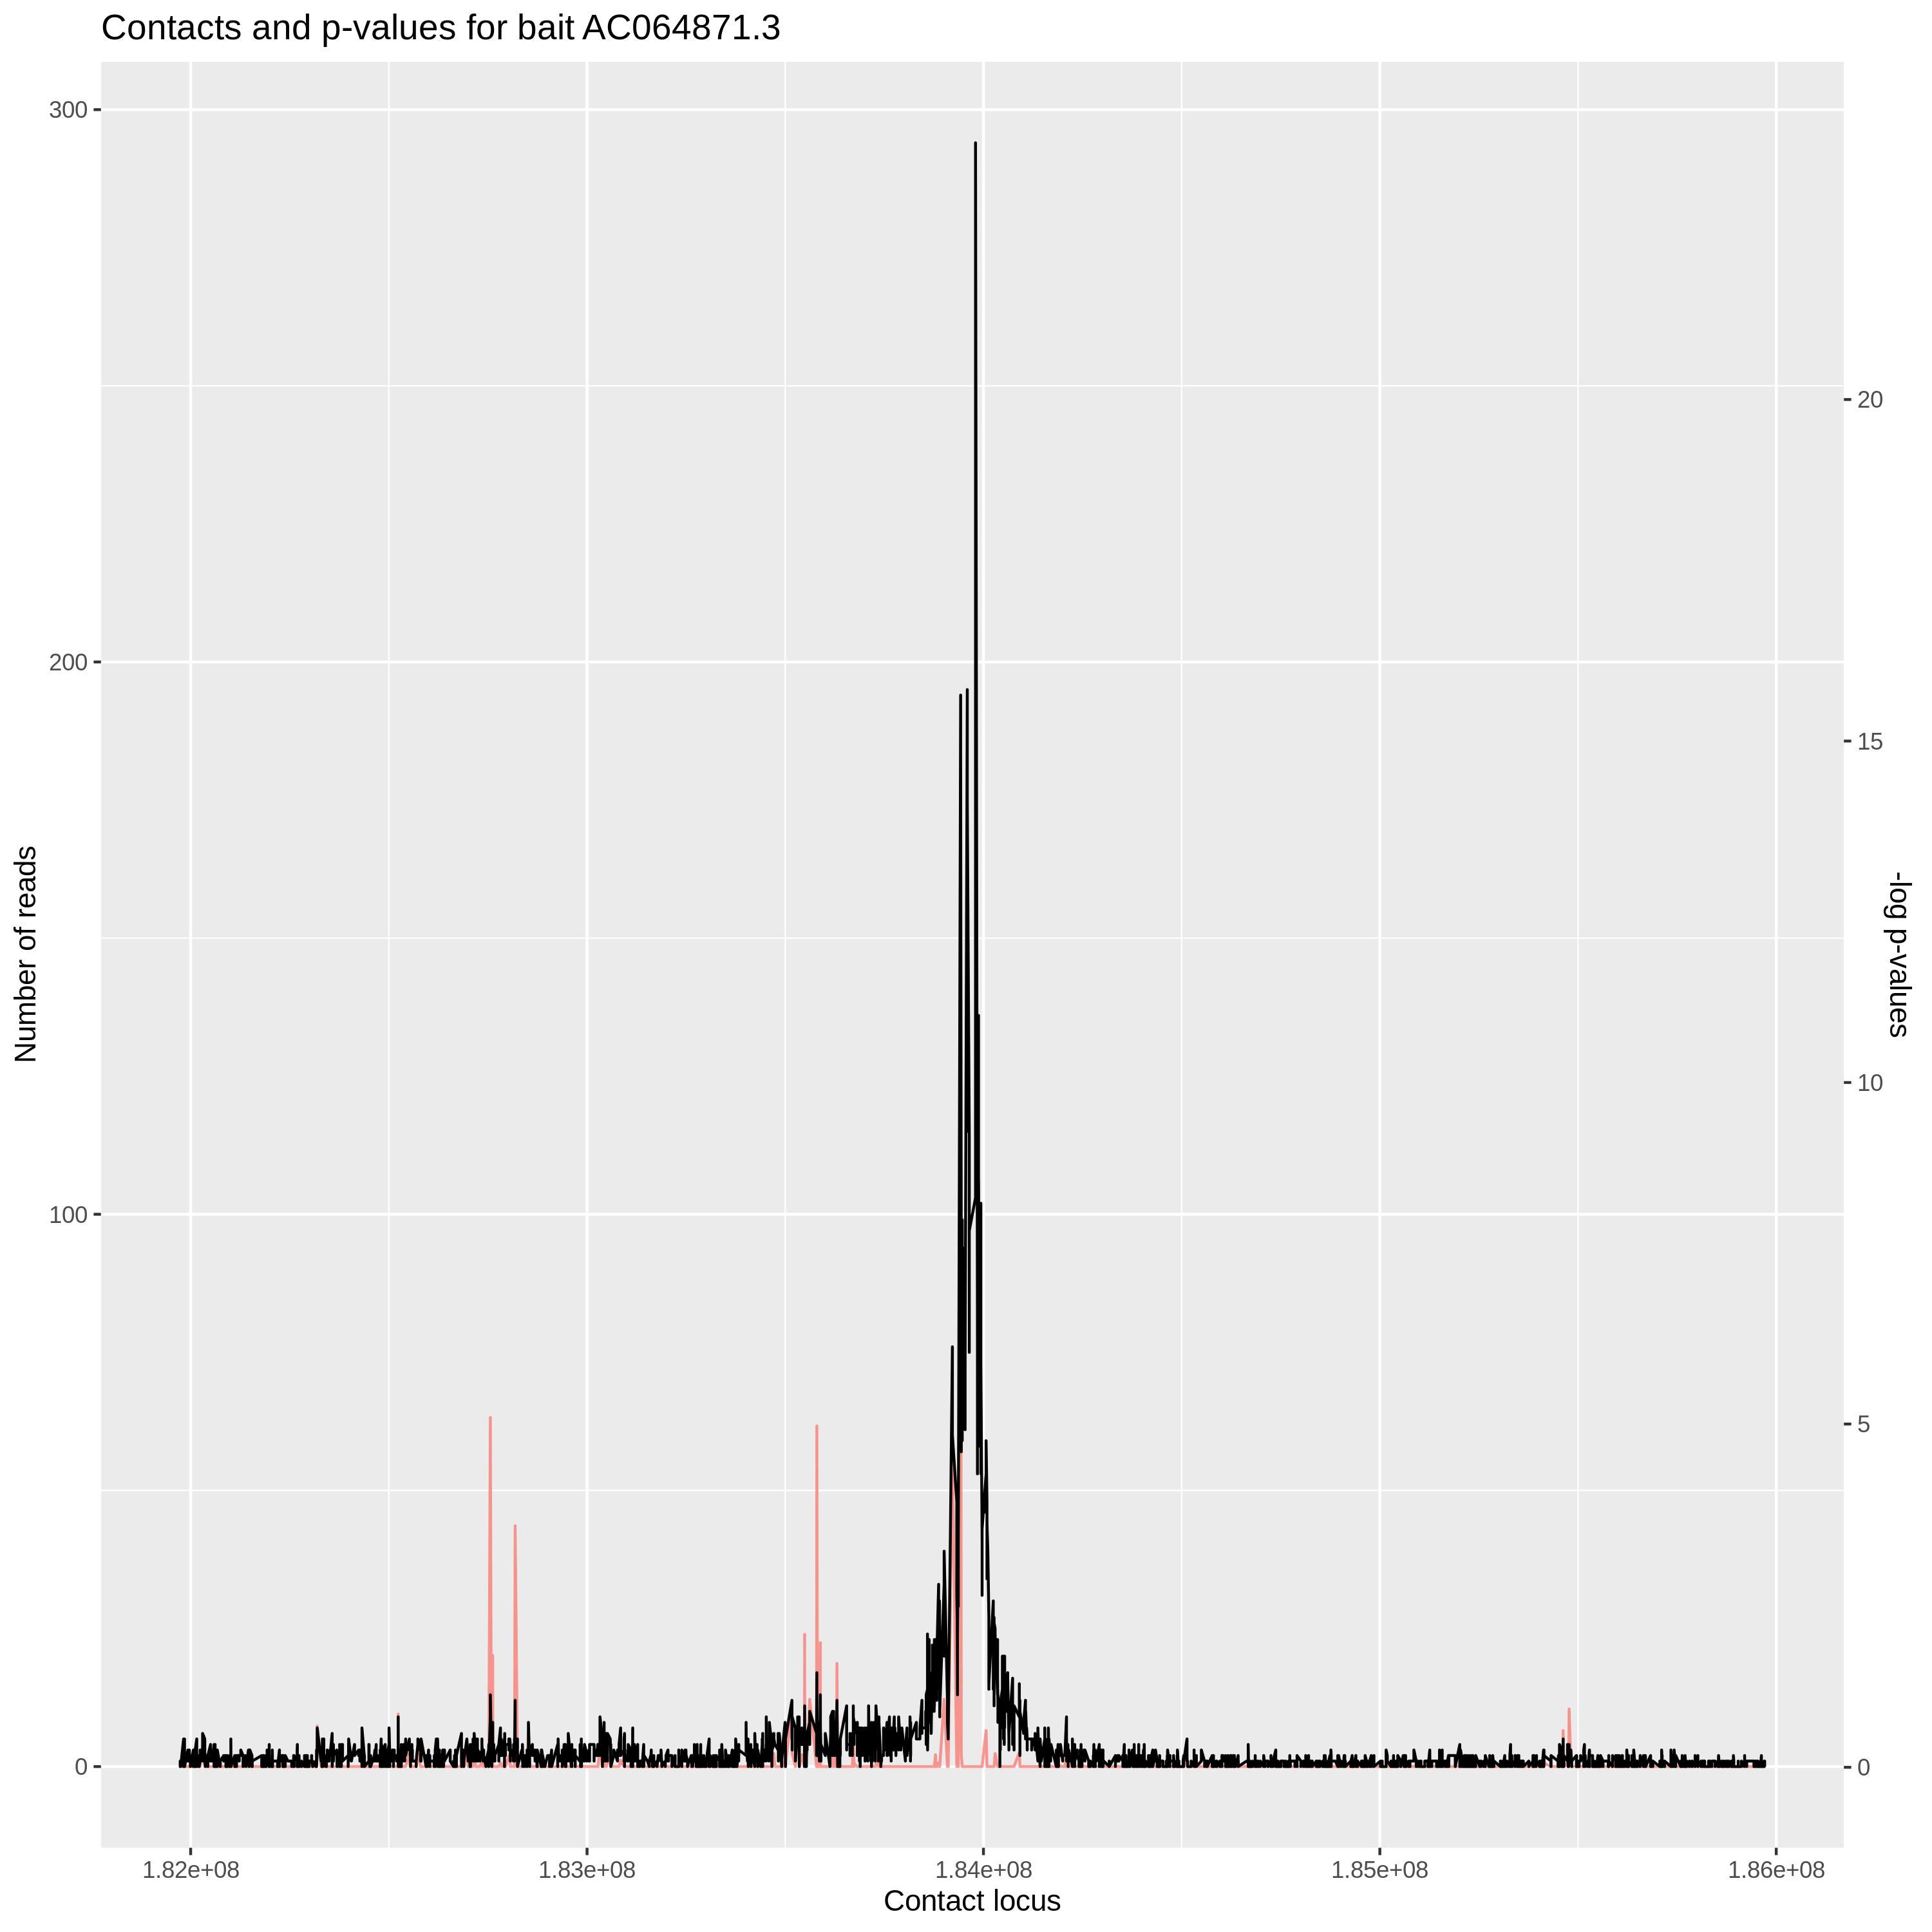 Contacts and p-values for bait AC064871.3
300
200
100
0
20
15
10
5
0
Number of reads
-log p-values
1.82e+08 1.83e+08 1.84e+08 1.85e+08 1.86e+08
Contact locus